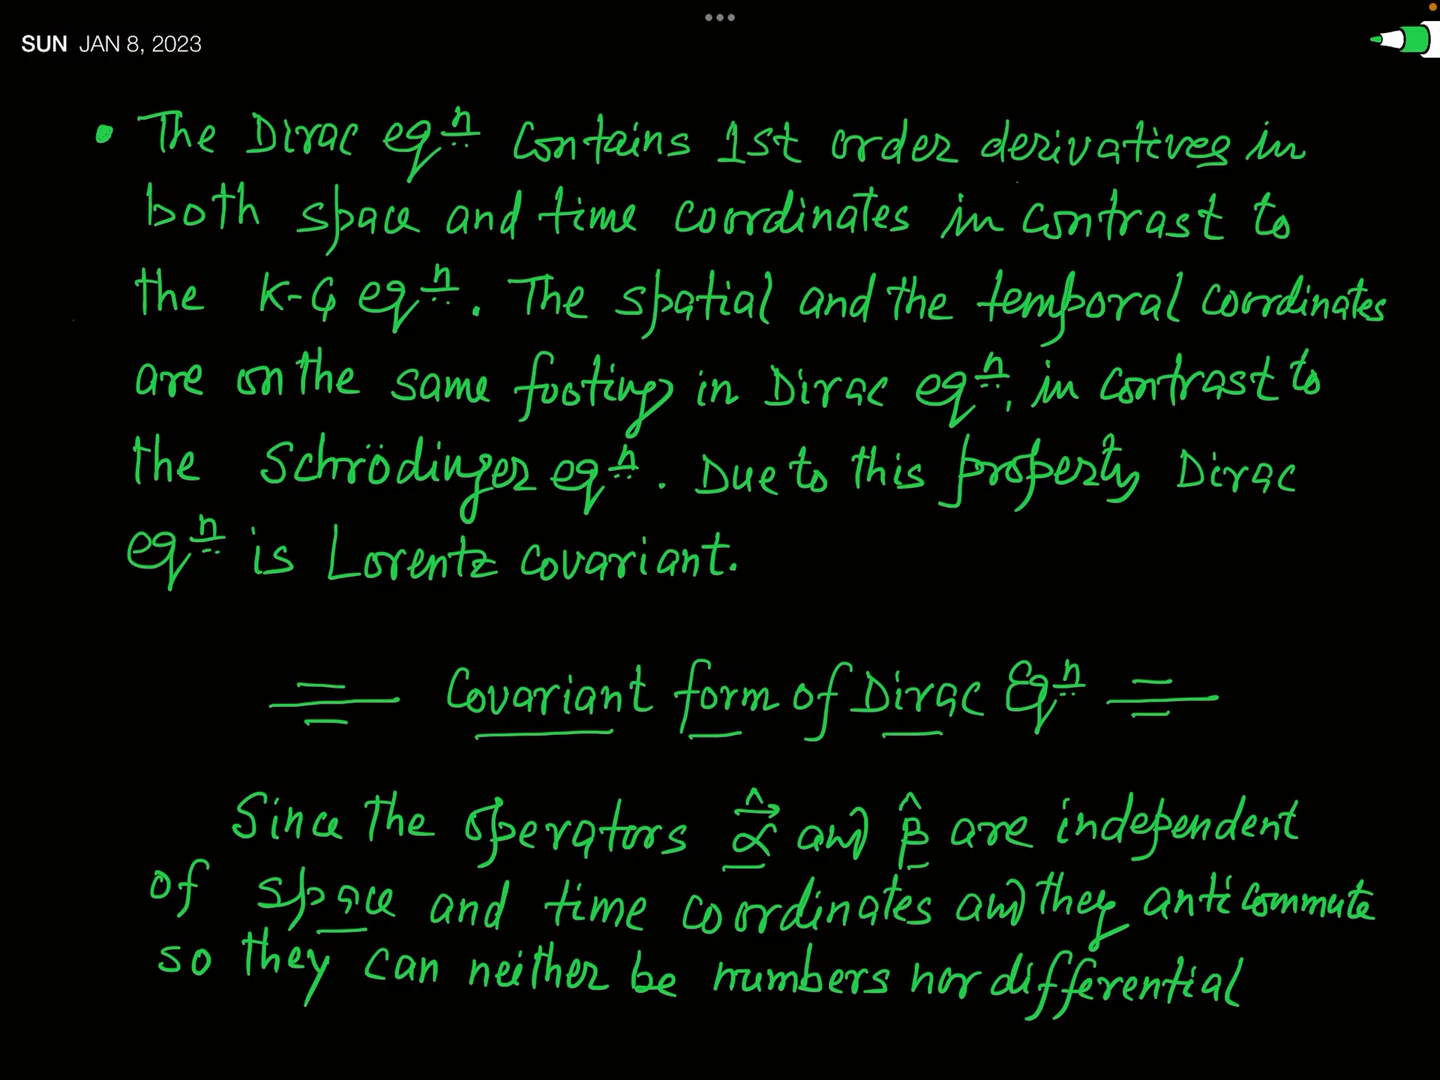 SUN JAN 8, 2023
• The Dirac eqⁿ contains 1st order derivatives in
both space and time coordinates in contrast to
the K-G eqⁿ. The spatial and the temporal coordinates
are on the same footing in Dirac eqⁿ, in contrast to
the Schrödinger eqⁿ. Due to this property Dirac
eqⁿ is Lorentz covariant.
Covariant form of Dirac Eqⁿ
Since the operators α̂⃗ and β̂ are independent
of space and time coordinates and they anti commute
so they can neither be numbers nor differential